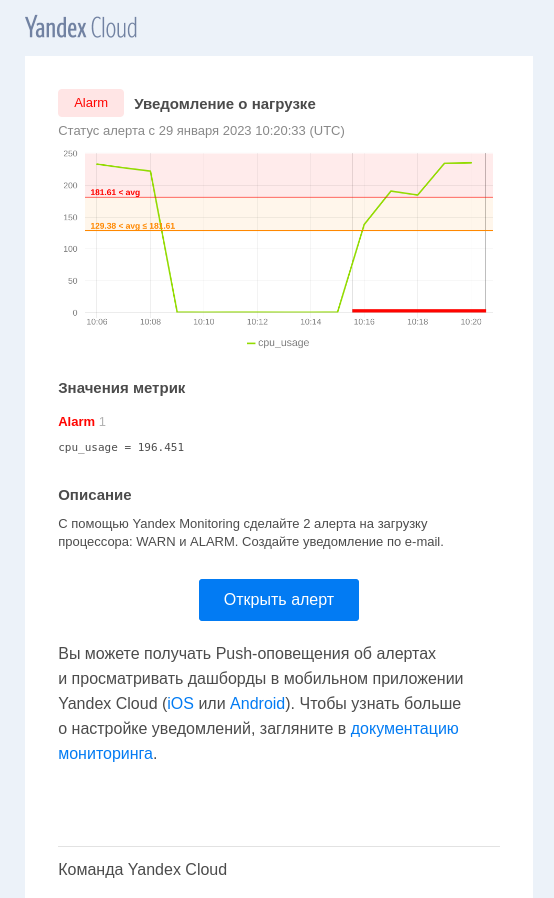 Yandex Cloud
Alarm Уведомление о нагрузке
Статус алерта с 29 января 2023 10:20:33 (UTC)
250
200
181.61 < avg
150
129.38 < avg ≤ 181.61
100
50
0
10:06 10:08 10:10 10:12 10:14 10:16 10:18 10:20
cpu_usage
Значения метрик
Alarm 1
cpu_usage = 196.451
Описание
С помощью Yandex Monitoring сделайте 2 алерта на загрузку
процессора: WARN и ALARM. Создайте уведомление по e-mail.
Открыть алерт
Вы можете получать Push-оповещения об алертах
и просматривать дашборды в мобильном приложении
Yandex Cloud (iOS или Android). Чтобы узнать больше
о настройке уведомлений, загляните в документацию
мониторинга.
Команда Yandex Cloud